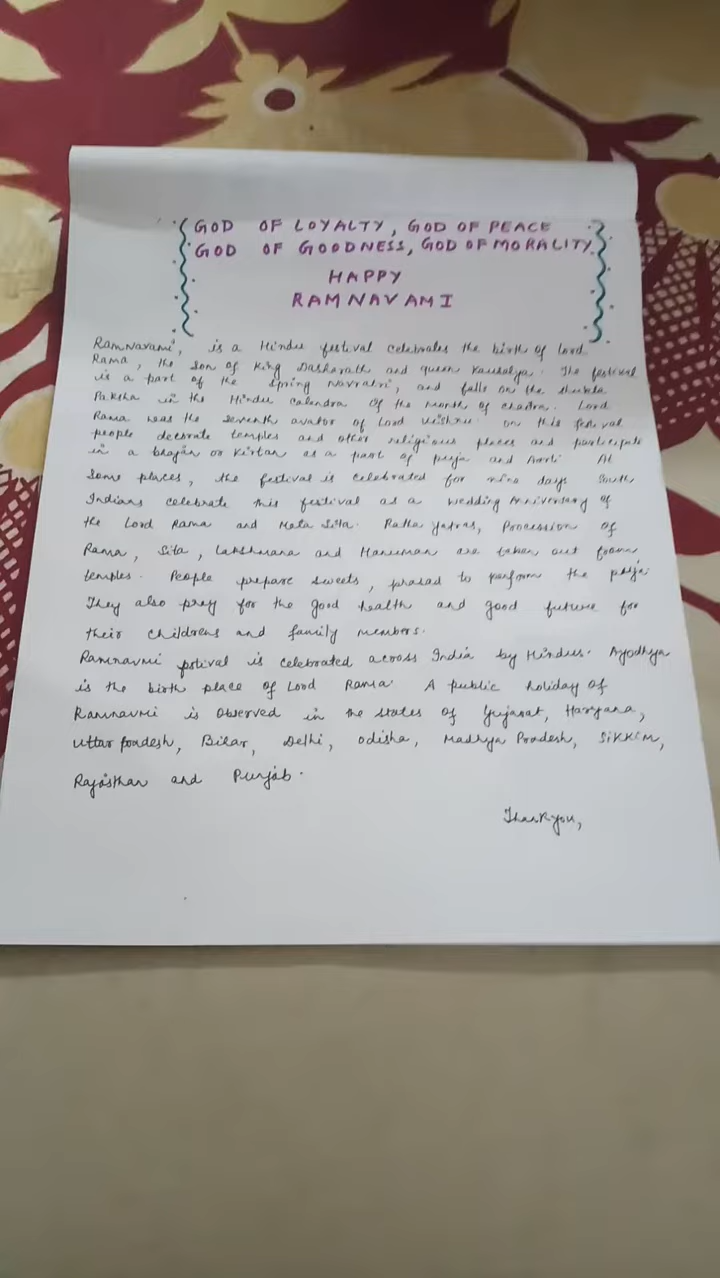 GOD OF LOYALTY, GOD OF PEACE
GOD OF GOODNESS, GOD OF MORALITY
HAPPY
RAMNAVAMI
Ramnavami, is a Hindu festival celebrates the birth of lord
Rama, the son of King Dasharath and queen Kausalya. The festival
is a part of the spring navratri, and falls on the shukla
Paksha in the Hindu calendra of the month of chaitra. Lord
Rama was the seventh avator of Lord Vishnu. on this festival
people decorate temples and other religious places and participate
in a bhajan or Kirtan as a part of puja and Aarti. At
Some places, the festival is celebrated for nine days South
Indians celebrate this festival as a wedding Anniversary of
the Lord Rama and Mata Sita. Ratha yatras, Procession of
Rama, Sita, Lakshmana and Hanuman are taken out from
temples. People prepare sweets, prasad to perform the puja.
They also pray for the good health and good future for
their childrens and family members.
Ramnavmi festival is celebrated across India by Hindus. Ayodhya
is the birth place of Lord Rama. A public holiday of
Ramnavmi is observed in the states of Gujarat, Haryana,
Uttar pradesh, Bihar, Delhi, odisha, Madhya Pradesh, SIKKIM,
Rajasthan and Punjab.
Thankyou,